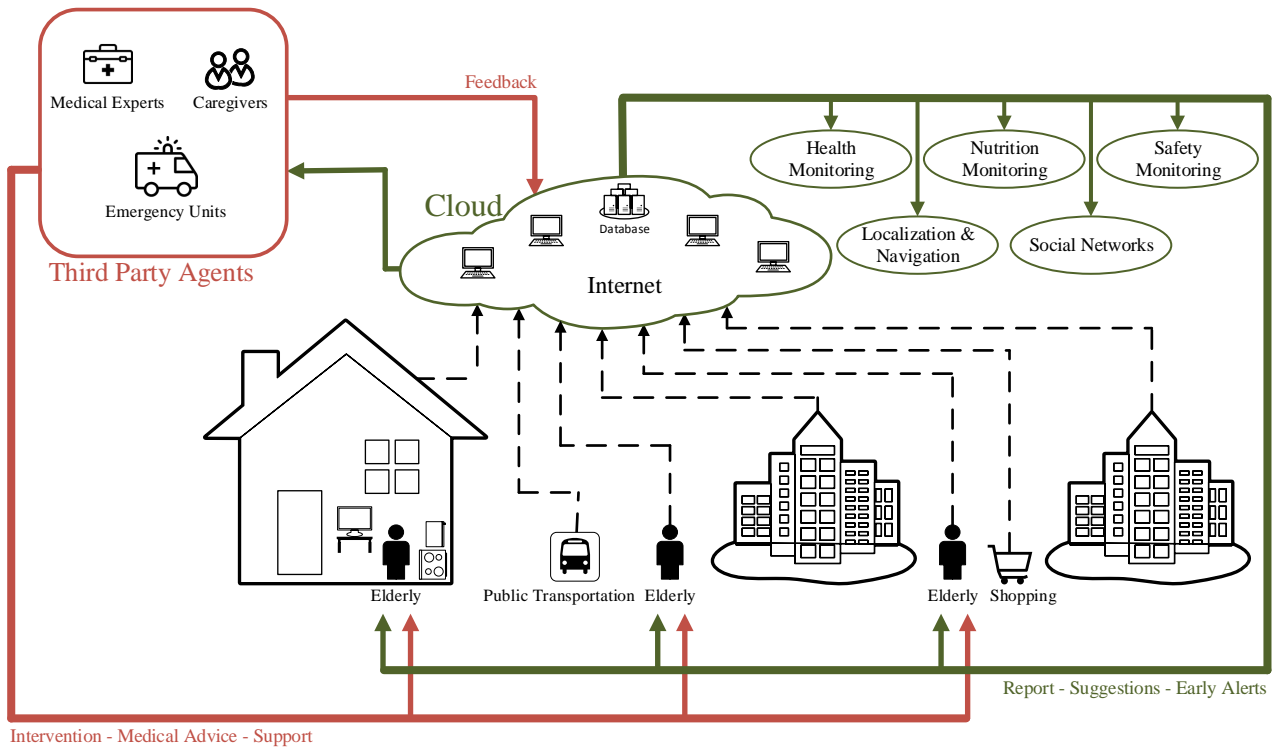 Feedback
Medical Experts
Caregivers
Emergency Units
Third Party Agents
Health
Monitoring
Nutrition
Monitoring
Safety
Monitoring
Localization &
Navigation
Social Networks
Cloud
Database
Internet
Elderly
Public Transportation
Elderly
Elderly
Shopping
Report - Suggestions - Early Alerts
Intervention - Medical Advice - Support